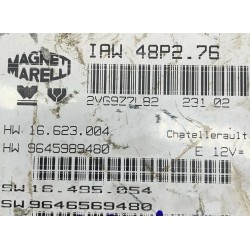 MAGNETI
MARELLI
IAW 48P2.76
2VG977L82 231 02
HW 16.623.004
Chatellerault
HW 9645989480
E 12V=
SW 16.495.054
SW 9646569480